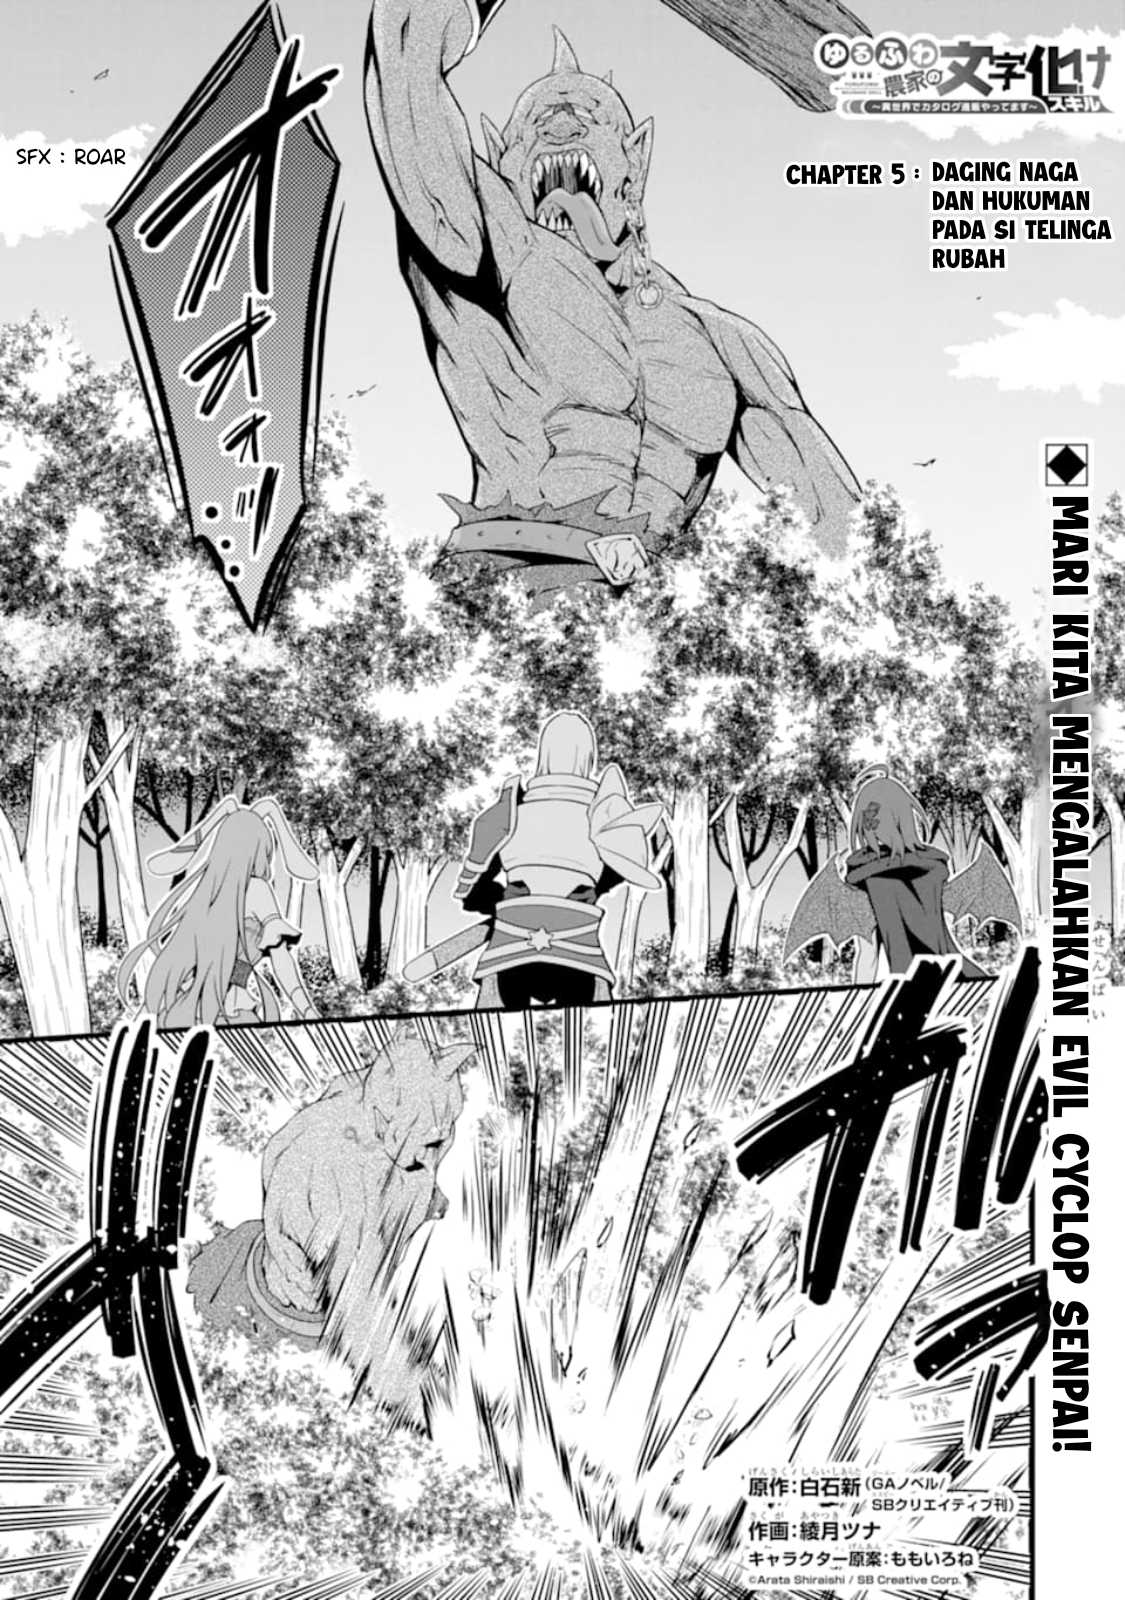 ゆるふわ
農家の
文字化け
スキル
～異世界でカタログ通販やってます～
SFX : ROAR
CHAPTER 5 : DAGING NAGA
DAN HUKUMAN
PADA SI TELINGA
RUBAH
オオオォ…
MARI KITA MENGALAHKAN EVIL CYCLOP SENPAI!
原作:白石新(GAノベル/
SBクリエイティブ刊)
作画:綾月ツナ
キャラクター原案:ももいろね
©Arata Shiraishi / SB Creative Corp.